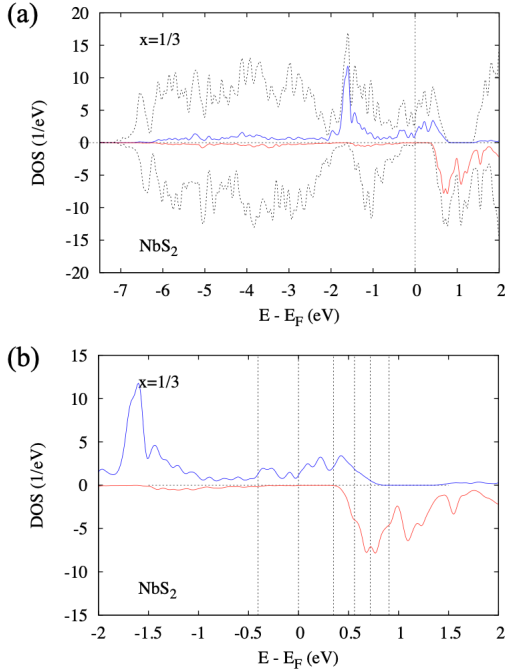 (a)
x=1/3
20
15
10
5
0
-5
-10
-15
-20
DOS (1/eV)
NbS2
-7 -6 -5 -4 -3 -2 -1 0 1 2
E - EF (eV)
(b)
x=1/3
15
10
5
0
-5
-10
-15
DOS (1/eV)
NbS2
-2 -1.5 -1 -0.5 0 0.5 1 1.5 2
E - EF (eV)